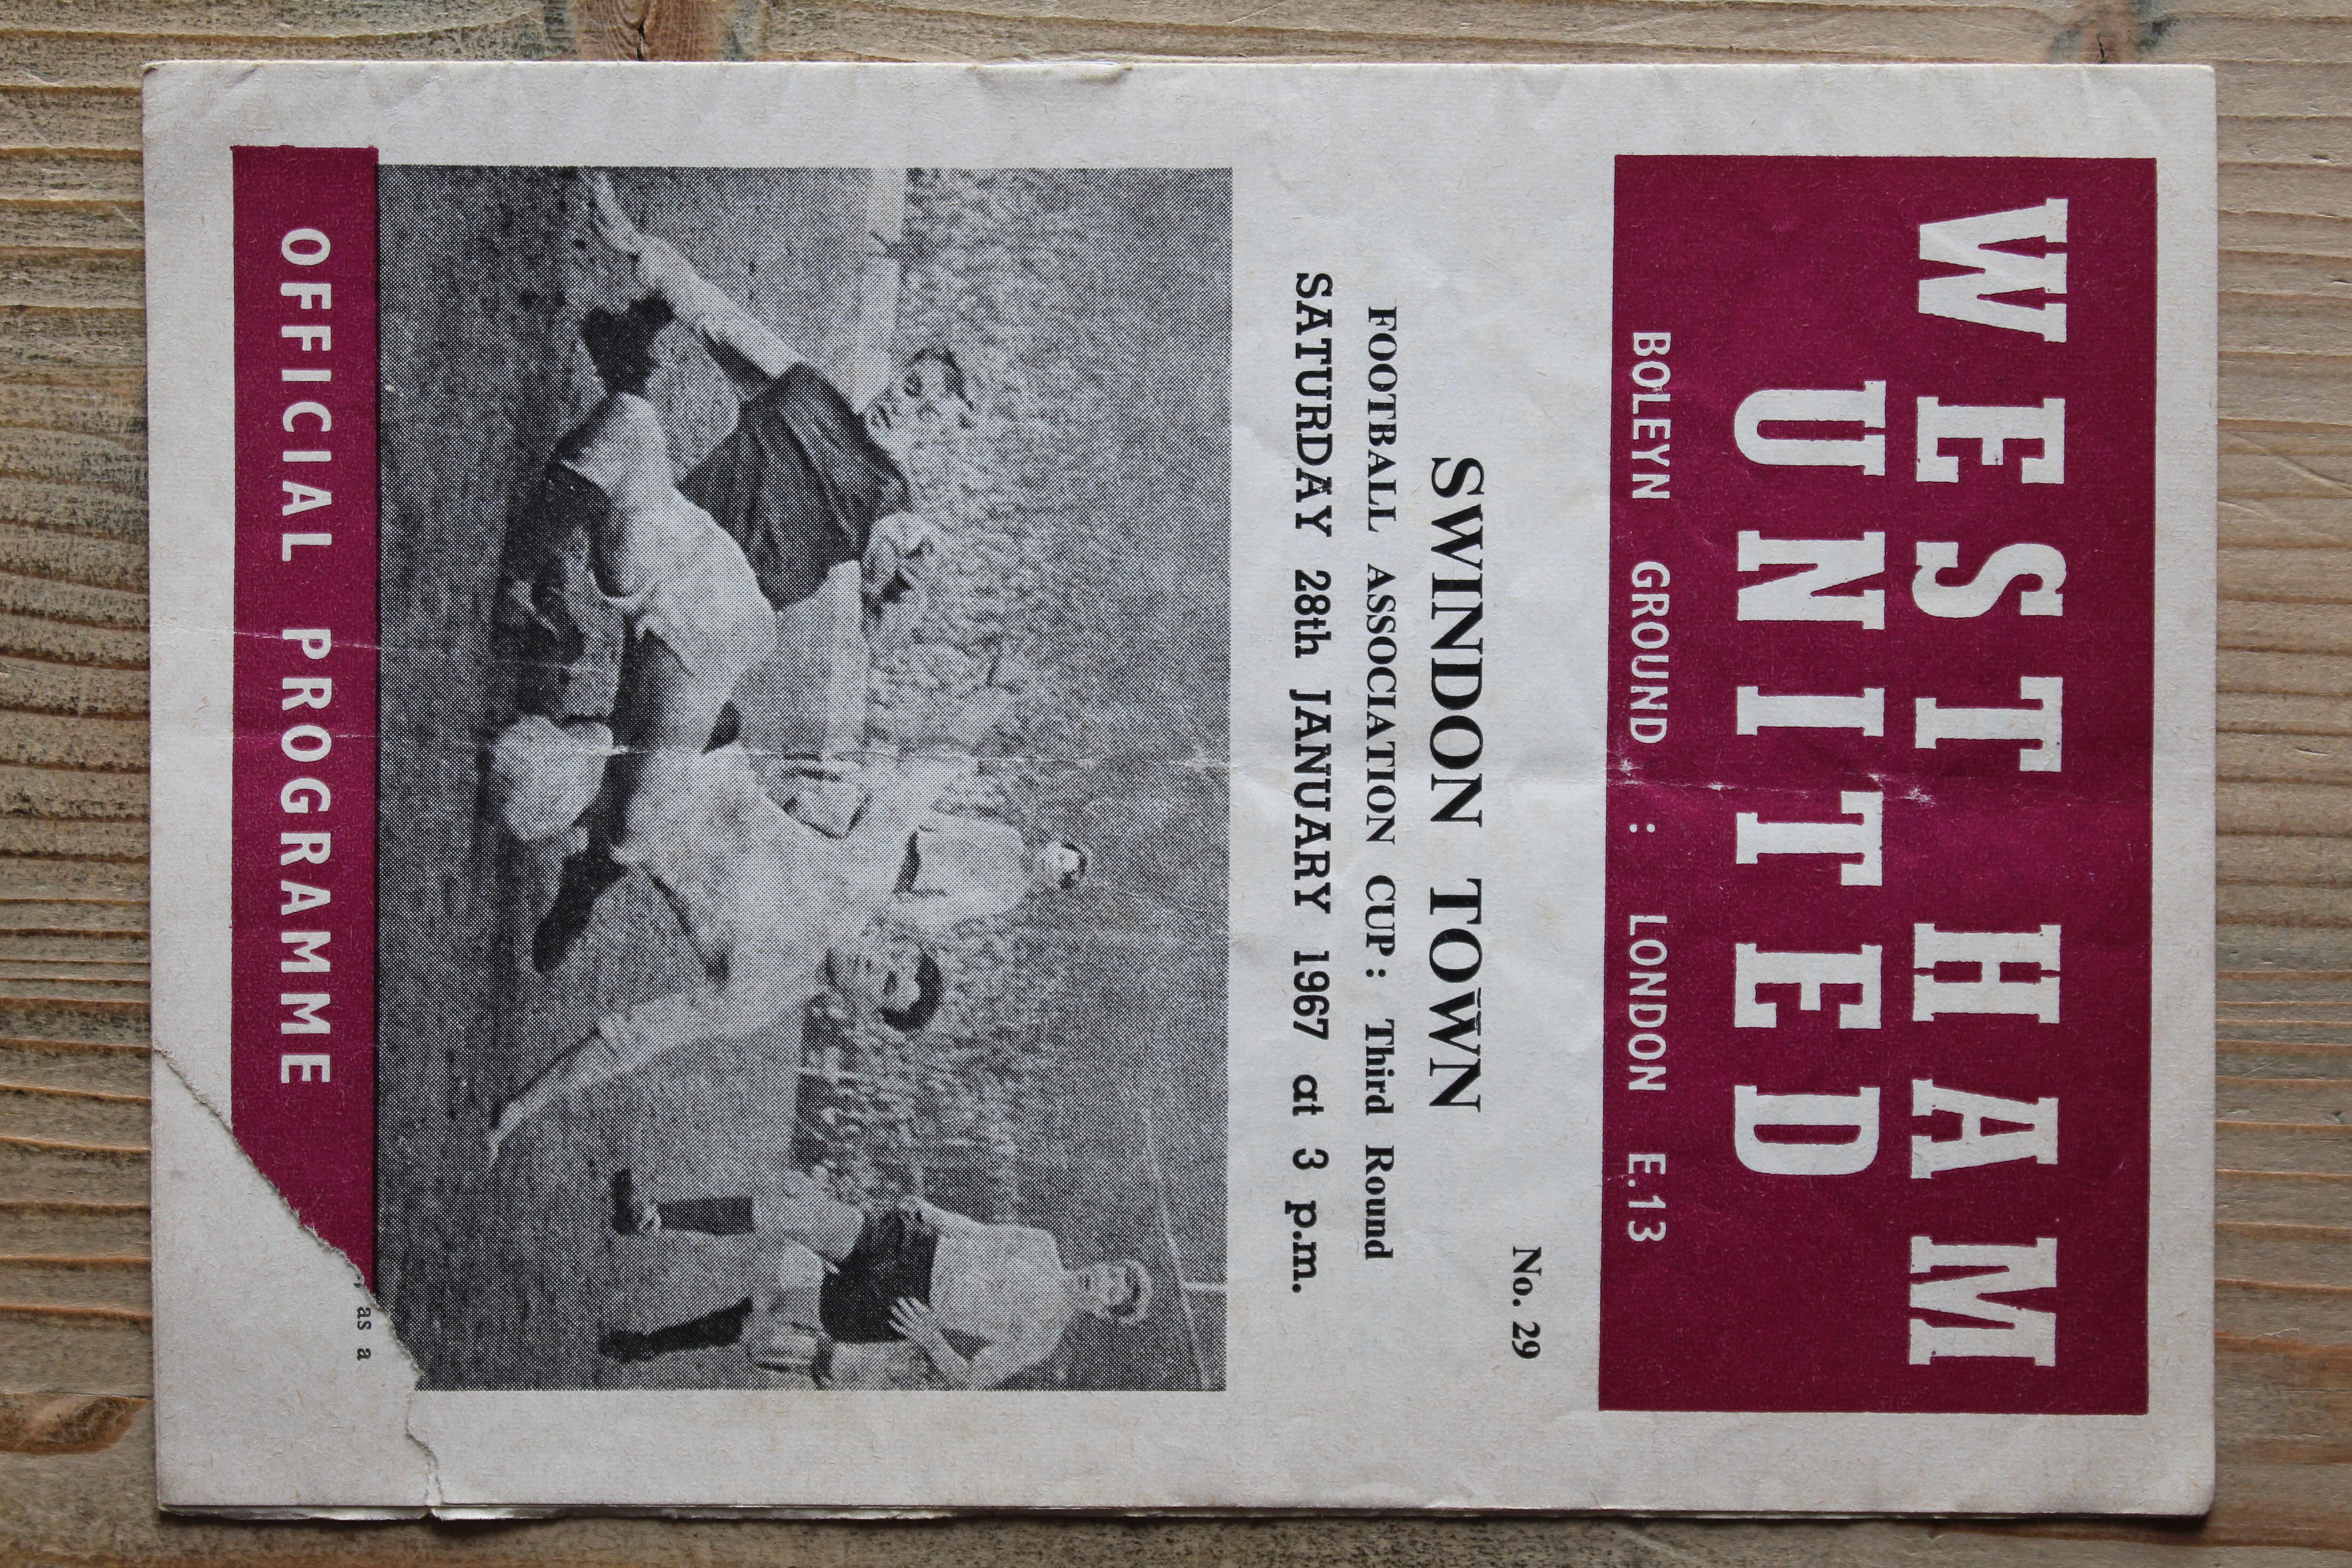 WEST HAM
UNITED
BOLEYN GROUND : LONDON E.13
No. 29
SWINDON TOWN
FOOTBALL ASSOCIATION CUP : Third Round
SATURDAY 28th JANUARY 1967 at 3 p.m.
OFFICIAL PROGRAMME
as a